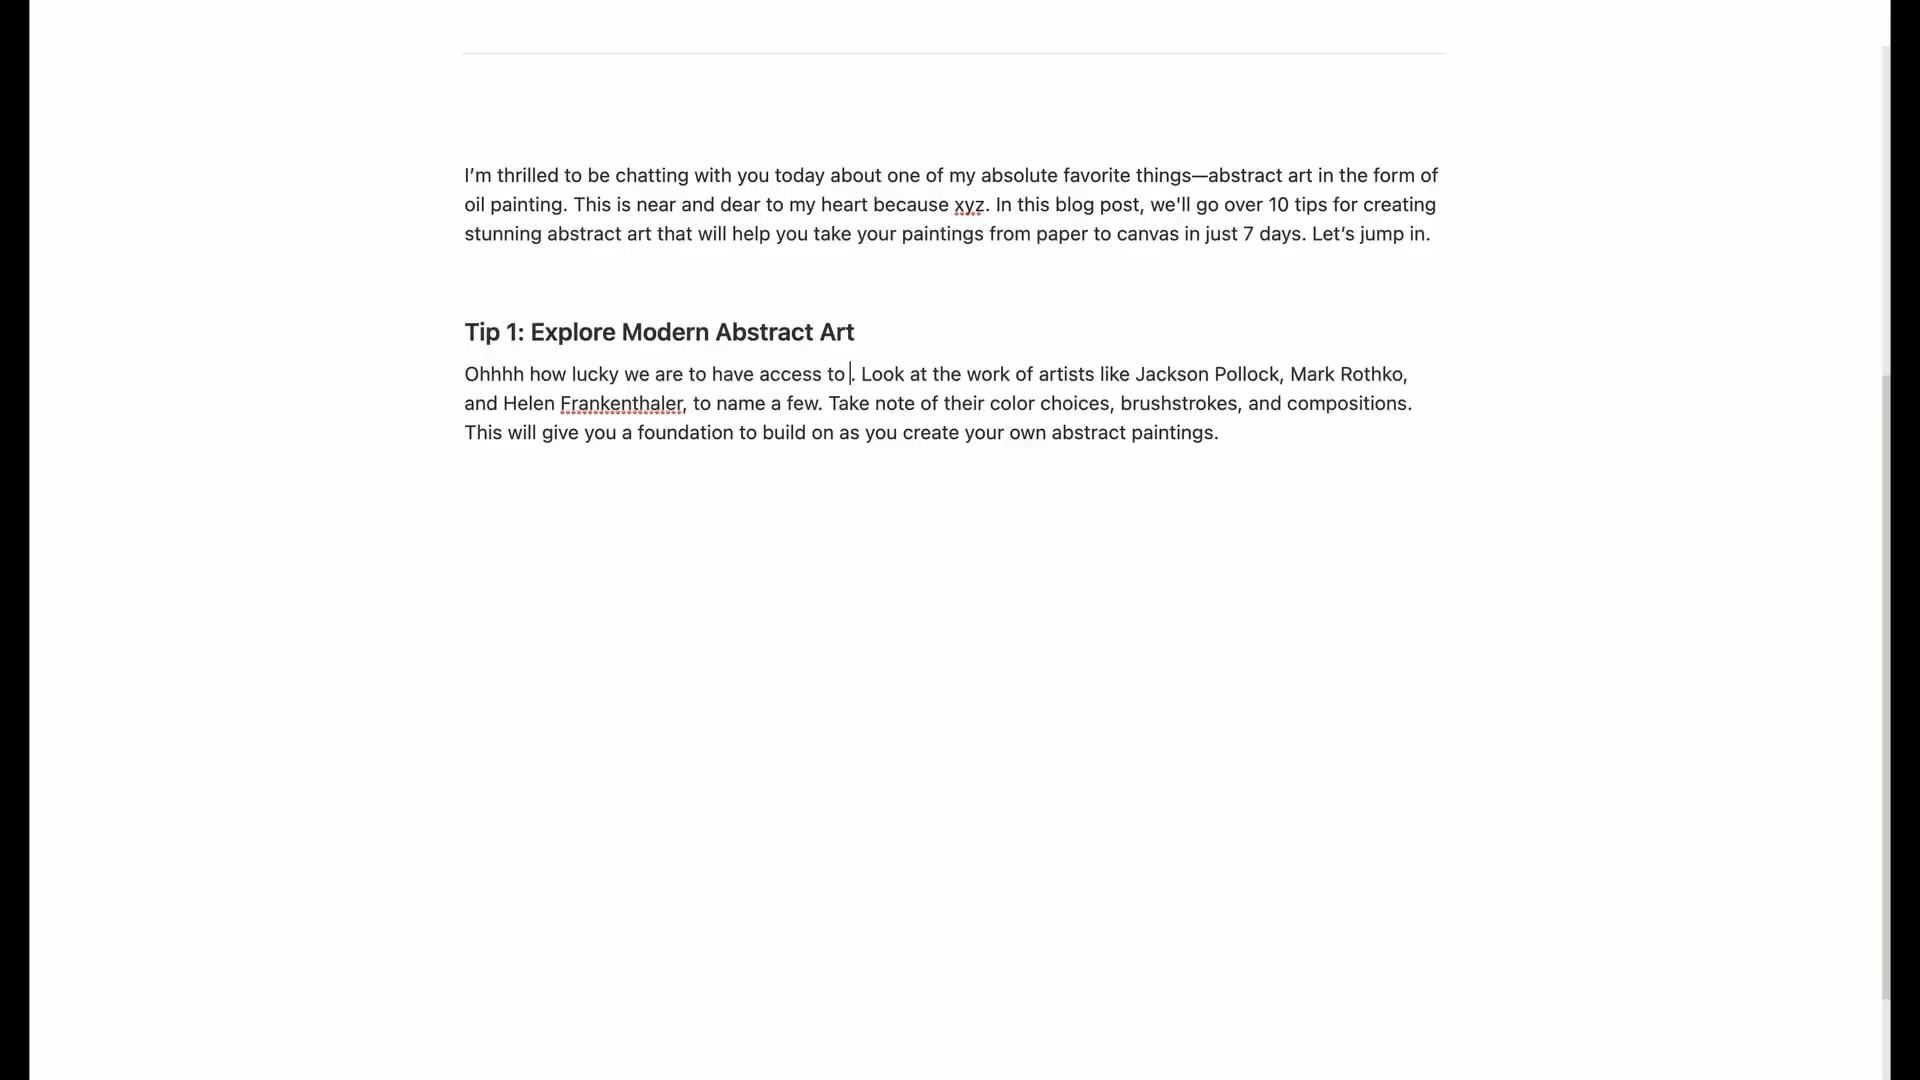 I’m thrilled to be chatting with you today about one of my absolute favorite things—abstract art in the form of
oil painting. This is near and dear to my heart because xyz. In this blog post, we'll go over 10 tips for creating
stunning abstract art that will help you take your paintings from paper to canvas in just 7 days. Let’s jump in.
Tip 1: Explore Modern Abstract Art
Ohhhh how lucky we are to have access to . Look at the work of artists like Jackson Pollock, Mark Rothko,
and Helen Frankenthaler, to name a few. Take note of their color choices, brushstrokes, and compositions.
This will give you a foundation to build on as you create your own abstract paintings.